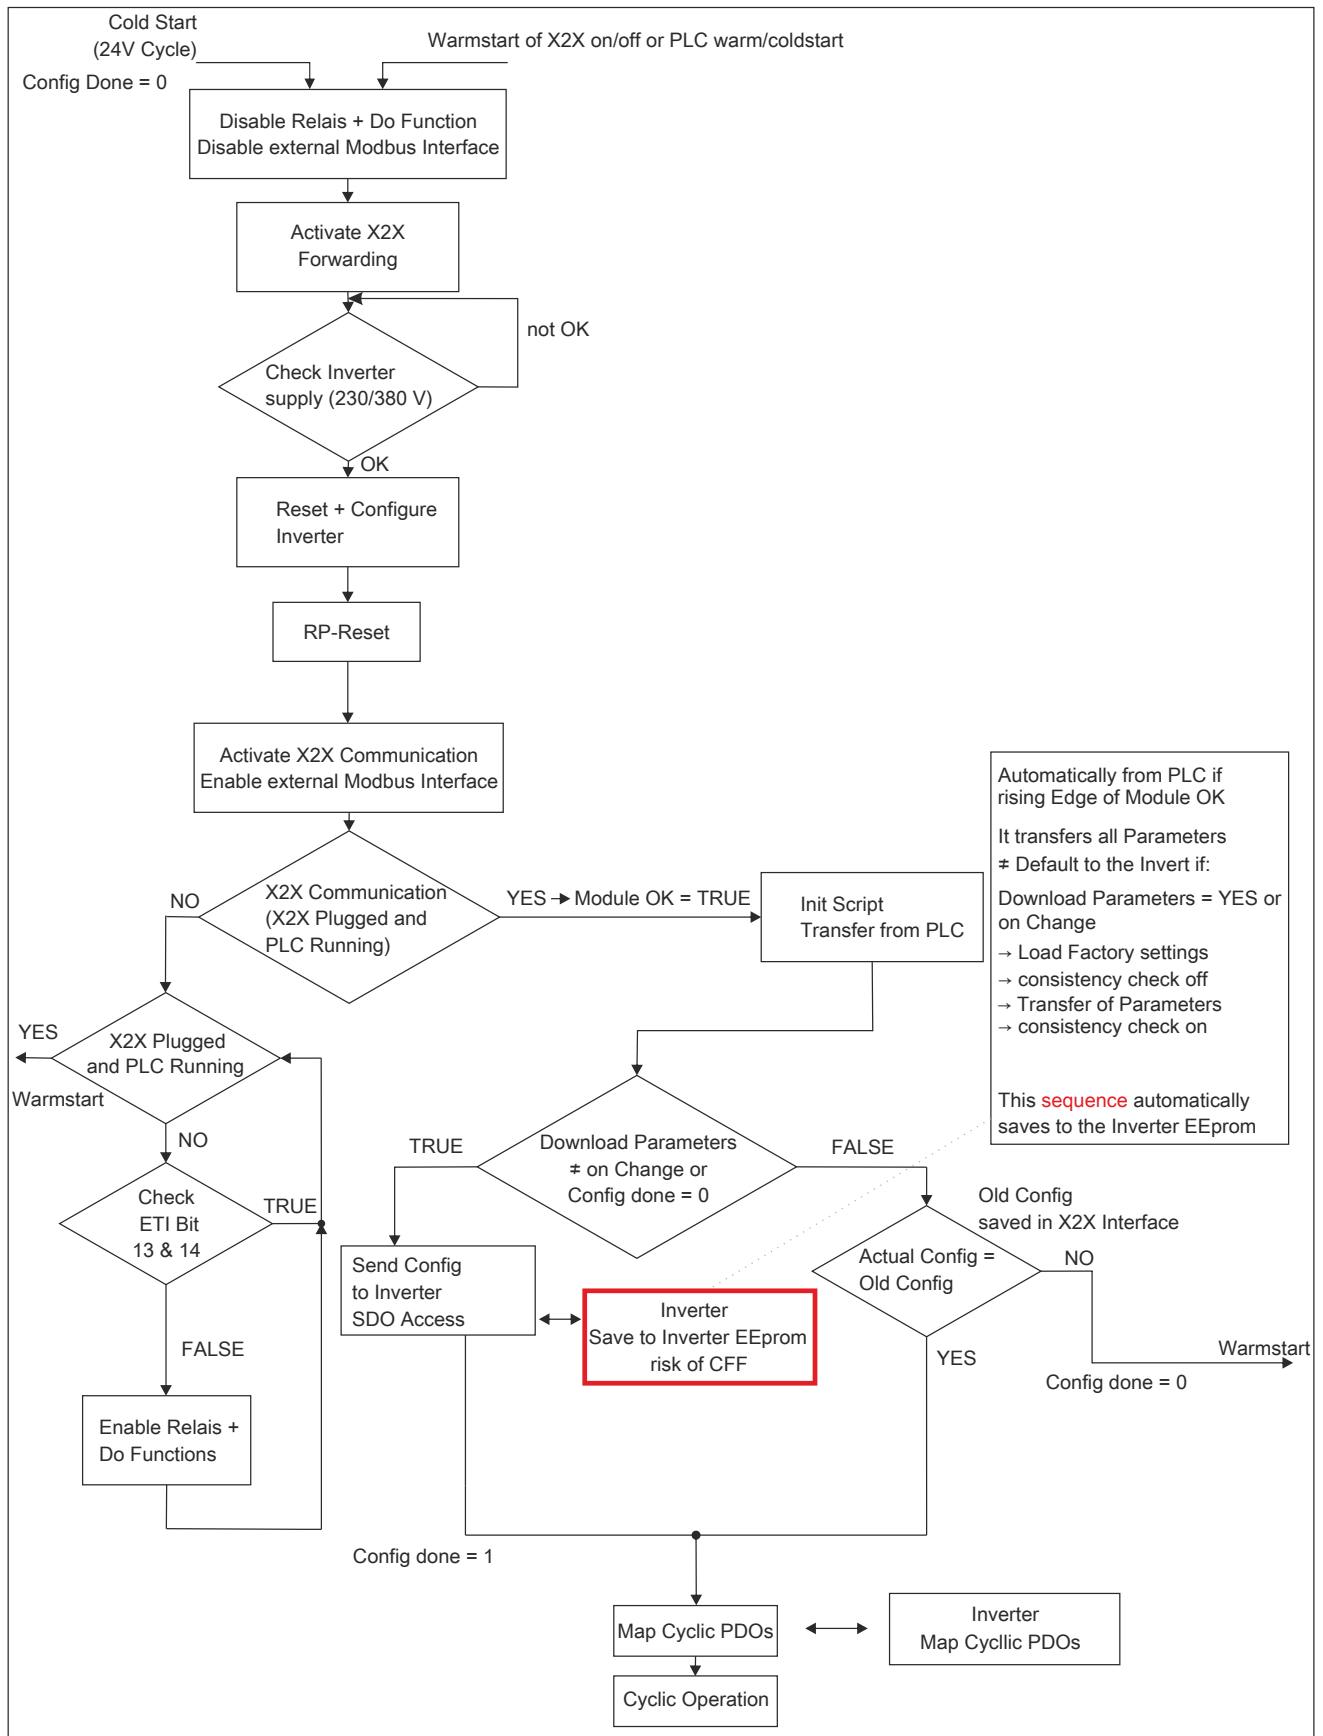 Cold Start
(24V Cycle)
Config Done = 0
Warmstart of X2X on/off or PLC warm/coldstart
Disable Relais + Do Function
Disable external Modbus Interface
Activate X2X
Forwarding
not OK
Check Inverter
supply (230/380 V)
OK
Reset + Configure
Inverter
RP-Reset
Activate X2X Communication
Enable external Modbus Interface
X2X Communication
(X2X Plugged and
PLC Running)
NO
YES → Module OK = TRUE
Init Script
Transfer from PLC
Automatically from PLC if
rising Edge of Module OK
It transfers all Parameters
≠ Default to the Invert if:
Download Parameters = YES or
on Change
→ Load Factory settings
→ consistency check off
→ Transfer of Parameters
→ consistency check on
This sequence automatically
saves to the Inverter EEprom
YES
X2X Plugged
and PLC Running
Warmstart
NO
Check
ETI Bit
13 & 14
TRUE
FALSE
Enable Relais +
Do Functions
TRUE
Download Parameters
≠ on Change or
Config done = 0
FALSE
Send Config
to Inverter
SDO Access
Inverter
Save to Inverter EEprom
risk of CFF
Old Config
saved in X2X Interface
Actual Config =
Old Config
NO
YES
Warmstart
Config done = 0
Config done = 1
Map Cyclic PDOs
Inverter
Map Cycllic PDOs
Cyclic Operation